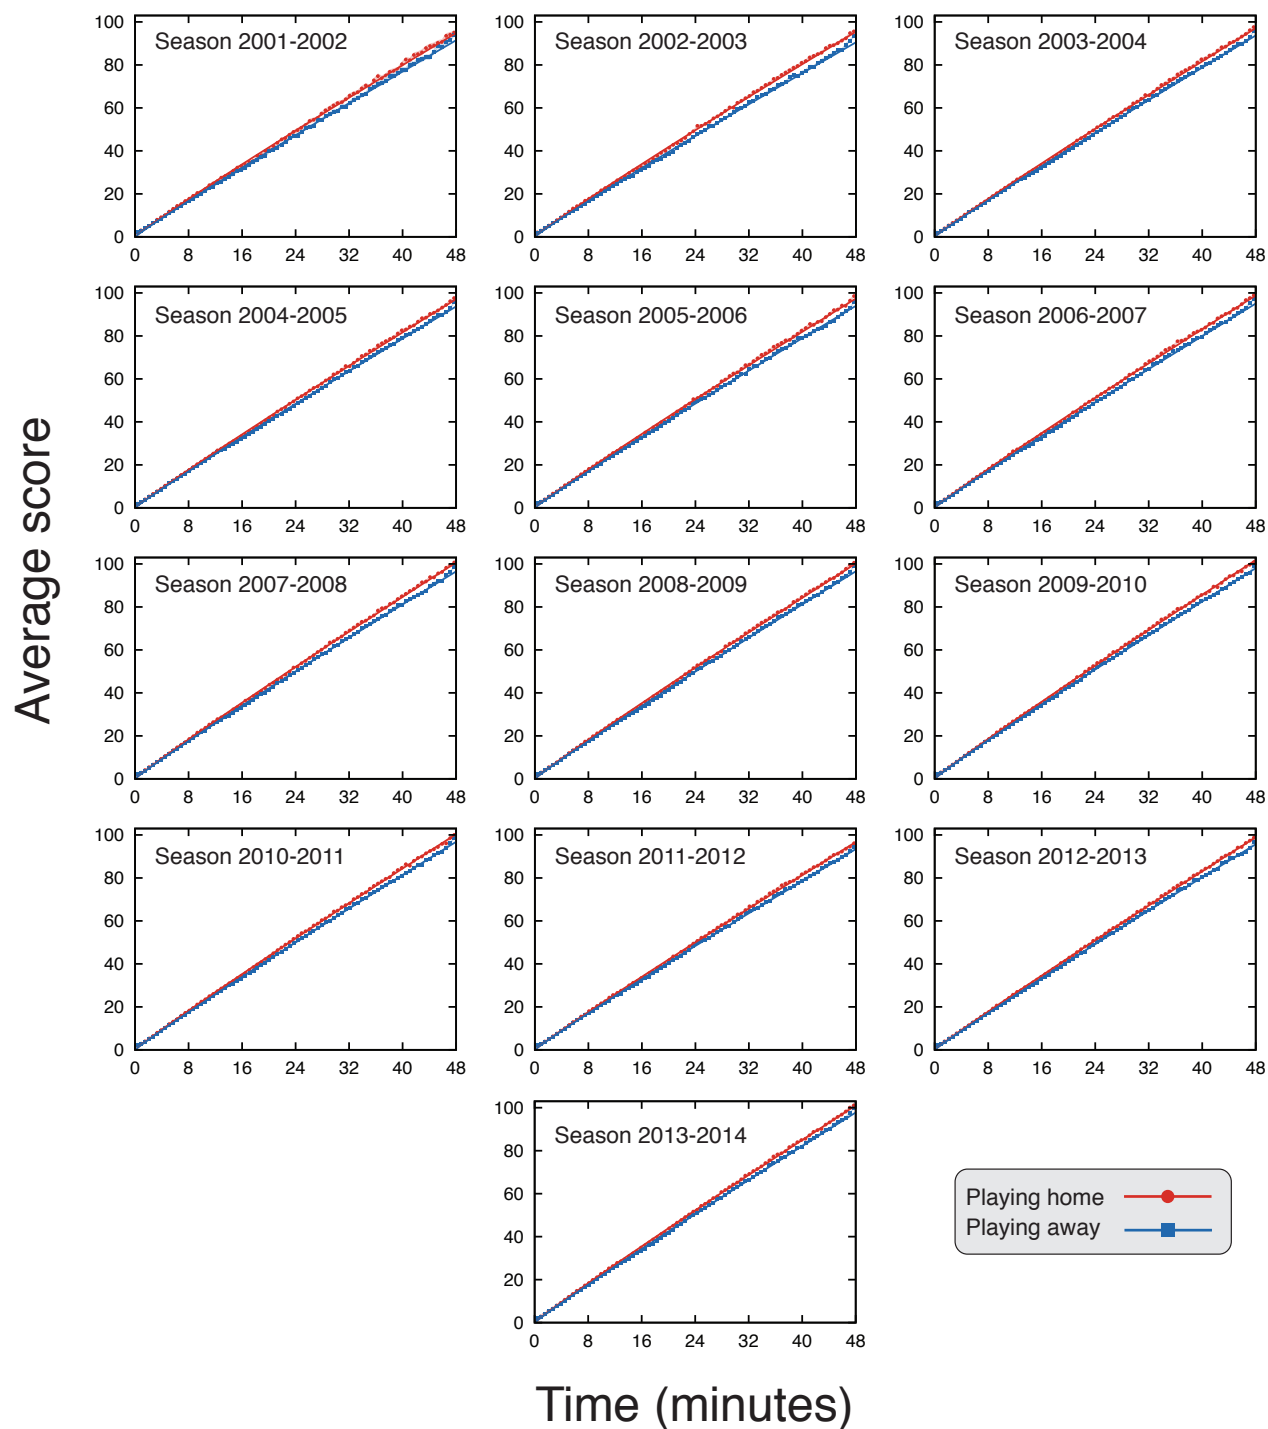 Average score
Season 2001-2002
100
80
60
40
20
0
0 8 16 24 32 40 48
Season 2002-2003
100
80
60
40
20
0
0 8 16 24 32 40 48
Season 2003-2004
100
80
60
40
20
0
0 8 16 24 32 40 48
Season 2004-2005
100
80
60
40
20
0
0 8 16 24 32 40 48
Season 2005-2006
100
80
60
40
20
0
0 8 16 24 32 40 48
Season 2006-2007
100
80
60
40
20
0
0 8 16 24 32 40 48
Season 2007-2008
100
80
60
40
20
0
0 8 16 24 32 40 48
Season 2008-2009
100
80
60
40
20
0
0 8 16 24 32 40 48
Season 2009-2010
100
80
60
40
20
0
0 8 16 24 32 40 48
Season 2010-2011
100
80
60
40
20
0
0 8 16 24 32 40 48
Season 2011-2012
100
80
60
40
20
0
0 8 16 24 32 40 48
Season 2012-2013
100
80
60
40
20
0
0 8 16 24 32 40 48
Season 2013-2014
100
80
60
40
20
0
0 8 16 24 32 40 48
Playing home
Playing away
Time (minutes)